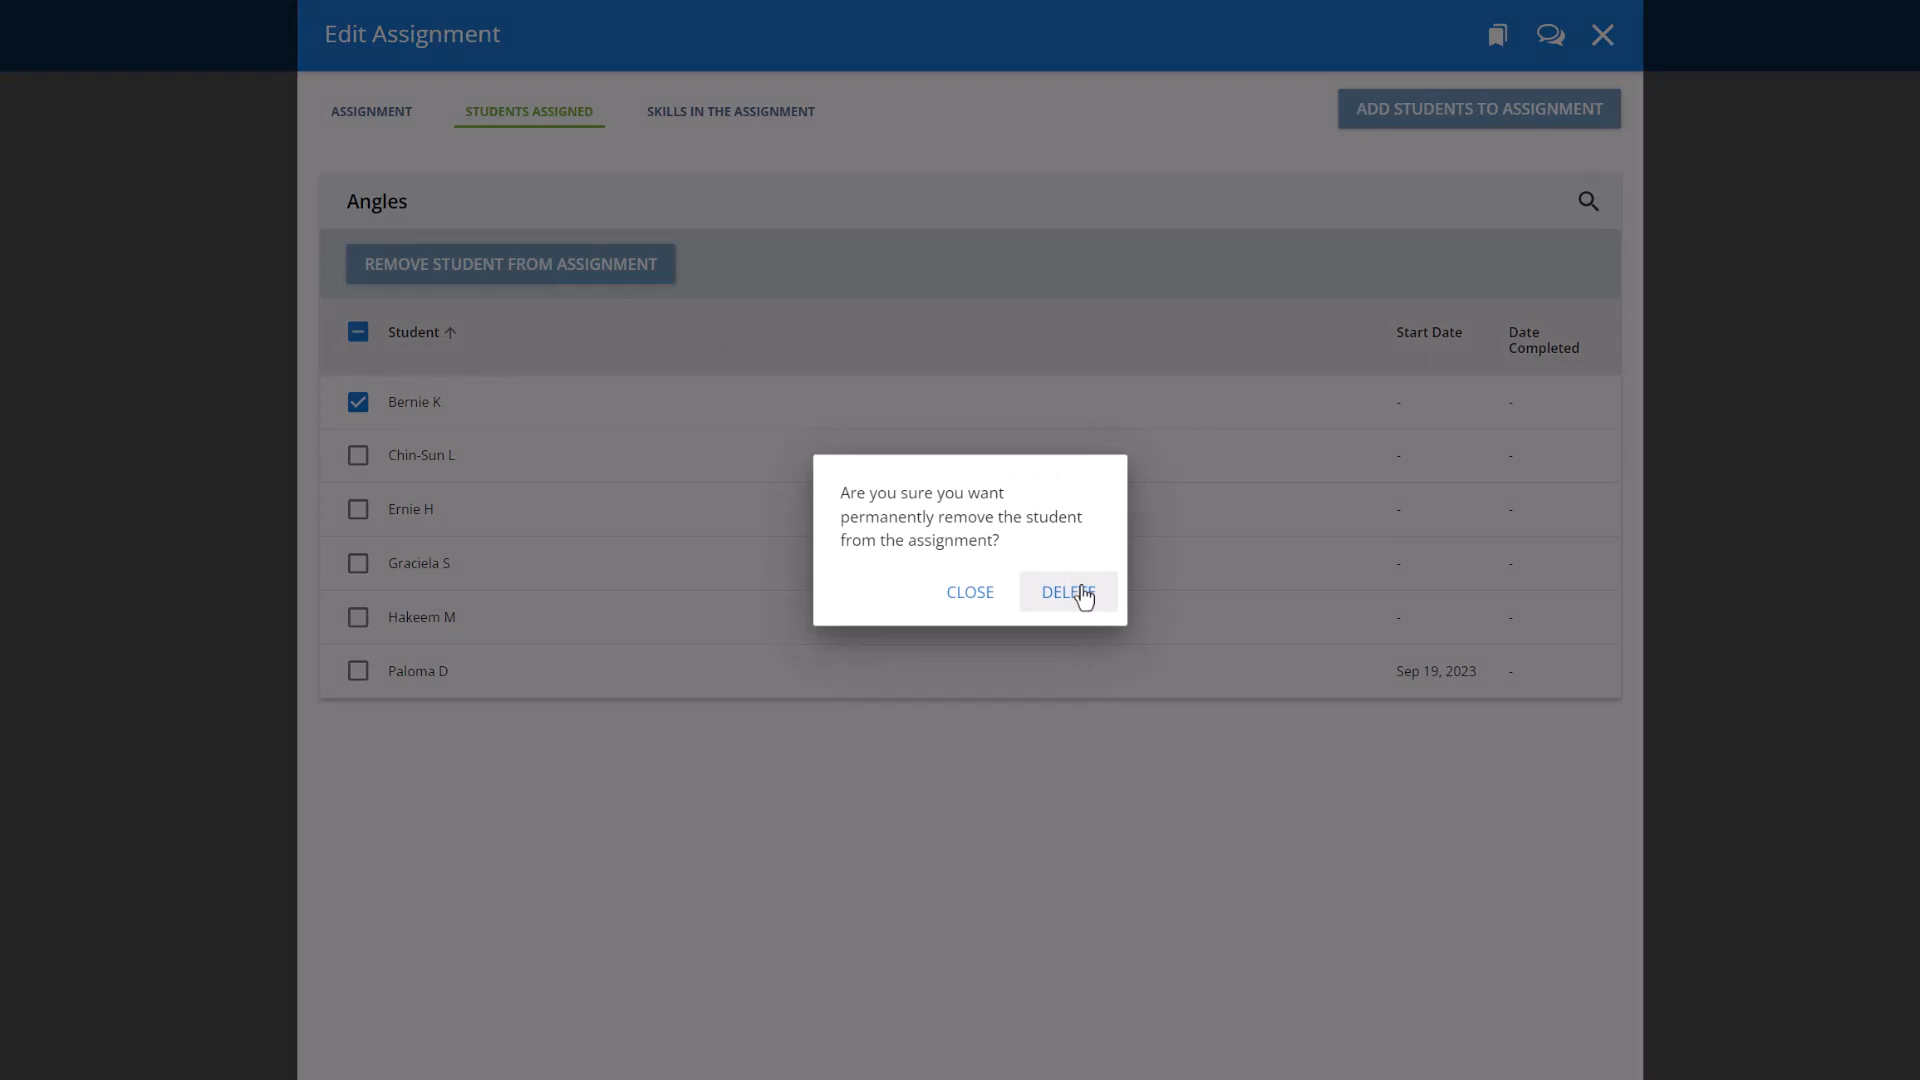 Edit Assignment
ASSIGNMENT
STUDENTS ASSIGNED
SKILLS IN THE ASSIGNMENT
ADD STUDENTS TO ASSIGNMENT
Angles
REMOVE STUDENT FROM ASSIGNMENT
Student
Start Date
Date
Completed
Bernie K - -
Chin-Sun L - -
Ernie H - -
Graciela S - -
Hakeem M - -
Paloma D Sep 19, 2023 -
Are you sure you want
permanently remove the student
from the assignment?
CLOSE
DELETE